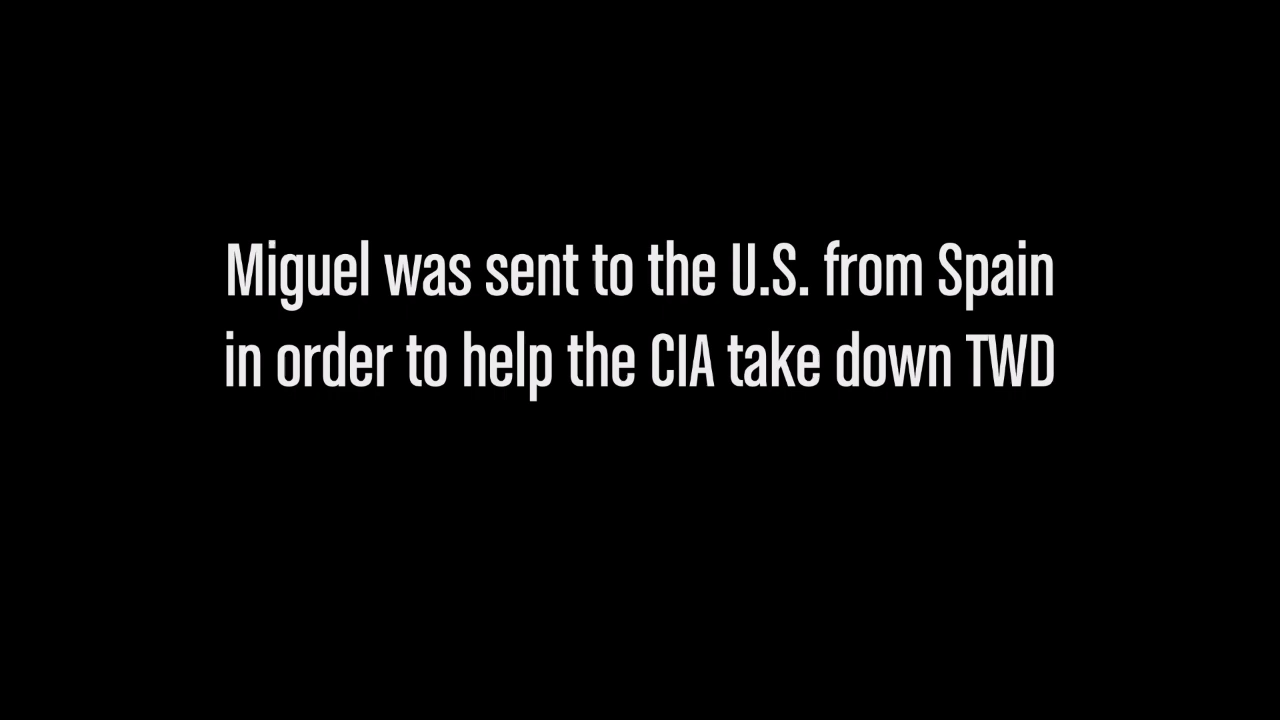 Miguel was sent to the U.S. from Spain
in order to help the CIA take down TWD